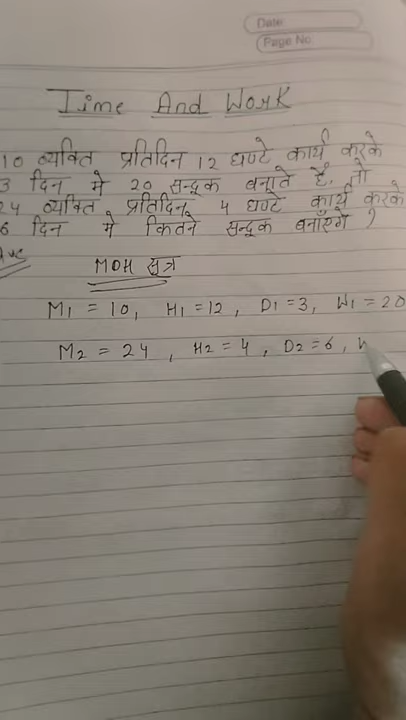 Date:
Page No:
Time And Work
10 व्यक्ति प्रतिदिन 12 घण्टे कार्य करके
3 दिन मे 20 सन्दूक बनाते हैं, तो
24 व्यक्ति प्रतिदिन 4 घण्टे कार्य करके
6 दिन मे कितने सन्दूक बनाएँगे ?
MDH सुत्र
M₁ = 10, H₁ = 12, D₁ = 3, W₁ = 20
M₂ = 24, H₂ = 4, D₂ = 6,